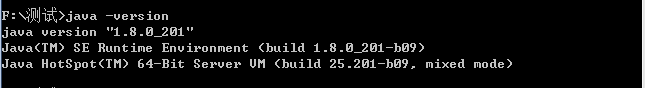 F:\测试>java -version
java version "1.8.0_201"
Java(TM) SE Runtime Environment (build 1.8.0_201-b09)
Java HotSpot(TM) 64-Bit Server VM (build 25.201-b09, mixed mode)